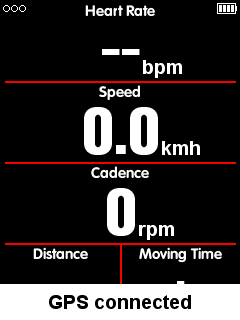 Heart Rate
-- bpm
Speed
0.0 kmh
Cadence
0 rpm
Distance Moving Time
GPS connected